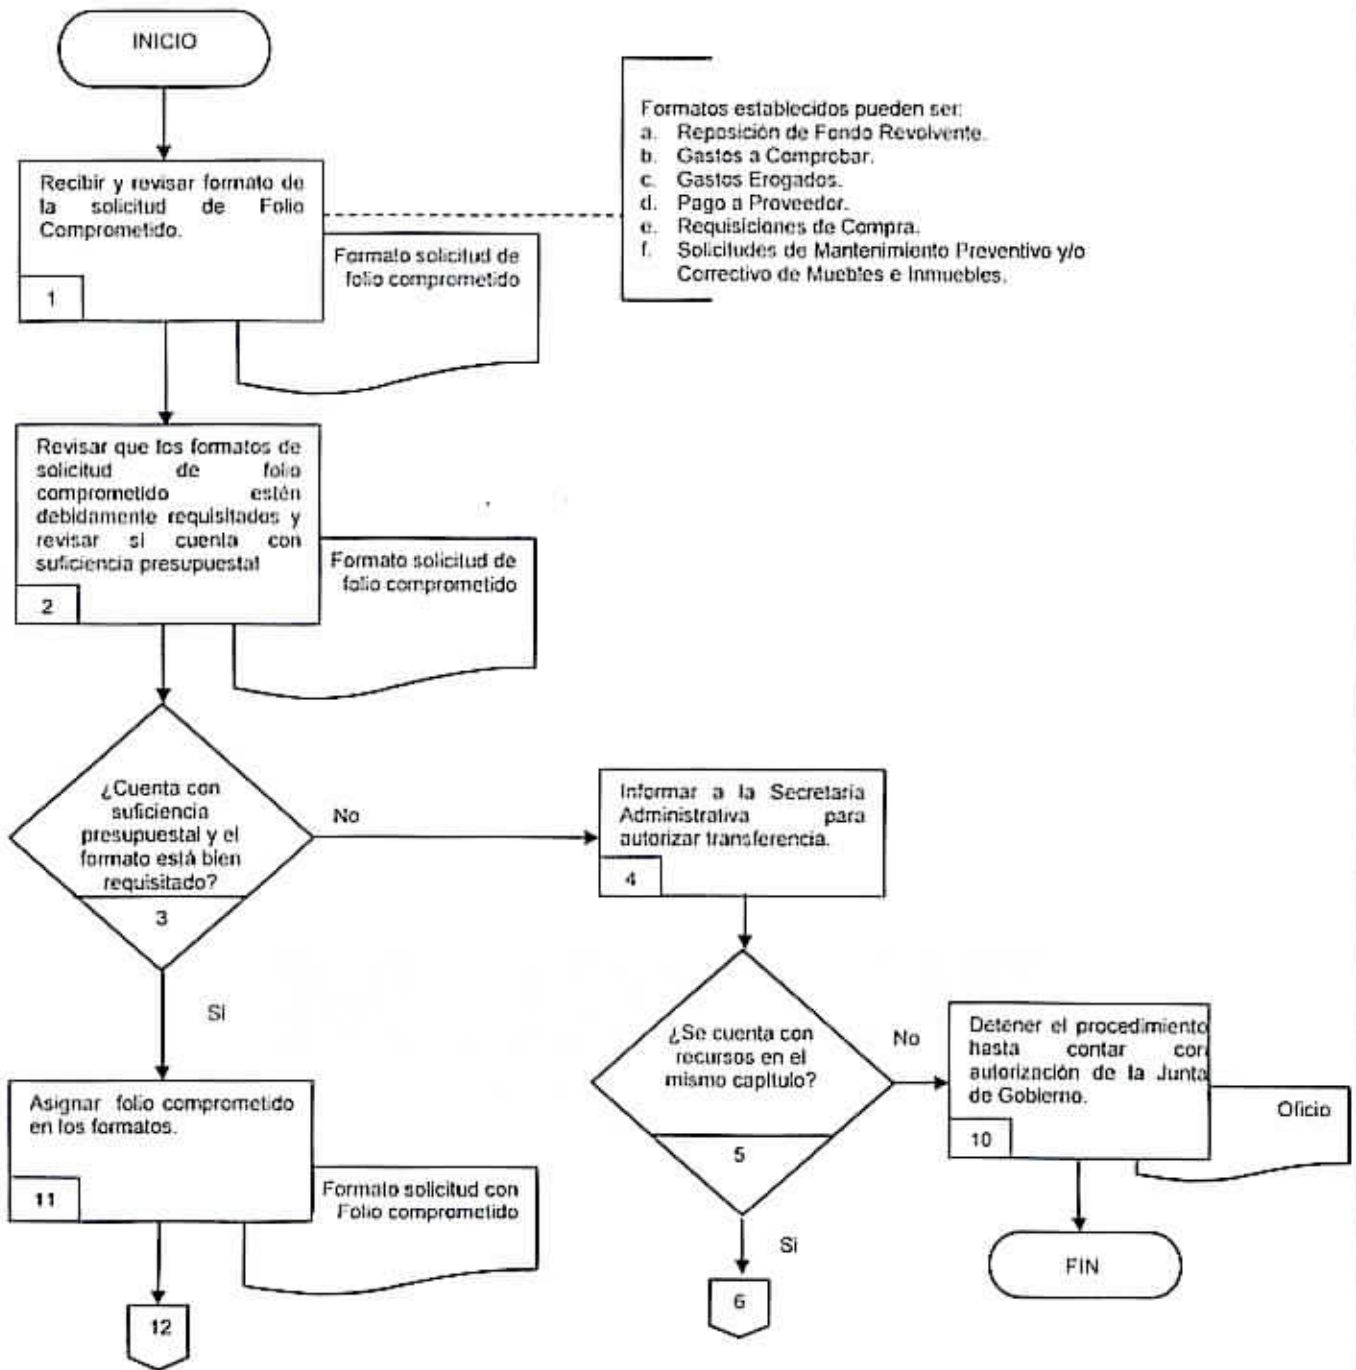 INICIO
Formatos establecidos pueden ser:
a. Reposición de Fondo Revolvente.
b. Gastos a Comprobar.
c. Gastos Erogados.
d. Pago a Proveedor.
e. Requisiciones de Compra.
f. Solicitudes de Mantenimiento Preventivo y/o
Correctivo de Muebles e Inmuebles.
Recibir y revisar formato de
la solicitud de Folio
Comprometido.
1
Formato solicitud de
folio comprometido
Revisar que los formatos de
solicitud de folio
comprometido estén
debidamente requisitados y
revisar si cuenta con
suficiencia presupuestal
2
Formato solicitud de
folio comprometido
¿Cuenta con
suficiencia
presupuestal y el
formato está bien
requisitado?
3
No
Informar a la Secretaría
Administrativa para
autorizar transferencia.
4
Si
¿Se cuenta con
recursos en el
mismo capítulo?
5
No
Detener el procedimiento
hasta contar con
autorización de la Junta
de Gobierno.
10
Oficio
Asignar folio comprometido
en los formatos.
11
Formato solicitud con
Folio comprometido
Si
FIN
6
12